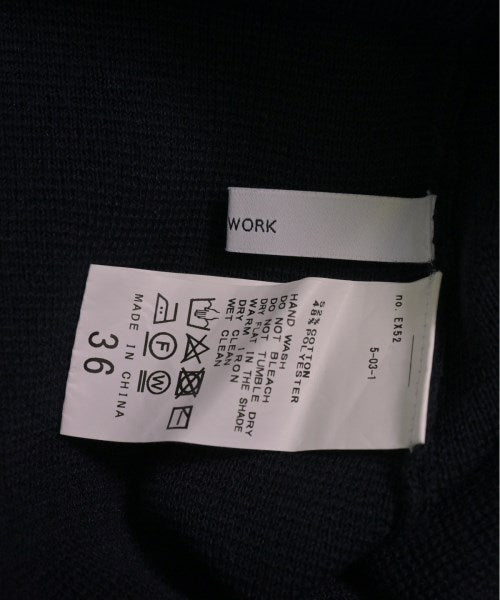 WORK
no. EX52
5-03-1
52% COTTON
48% POLYESTER
HAND WASH
DO NOT BLEACH
DO NOT TUMBLE DRY
DRY FLAT IN THE SHADE
WARM IRON
DRY CLEAN
WET CLEAN
F
W
MADE IN CHINA
36